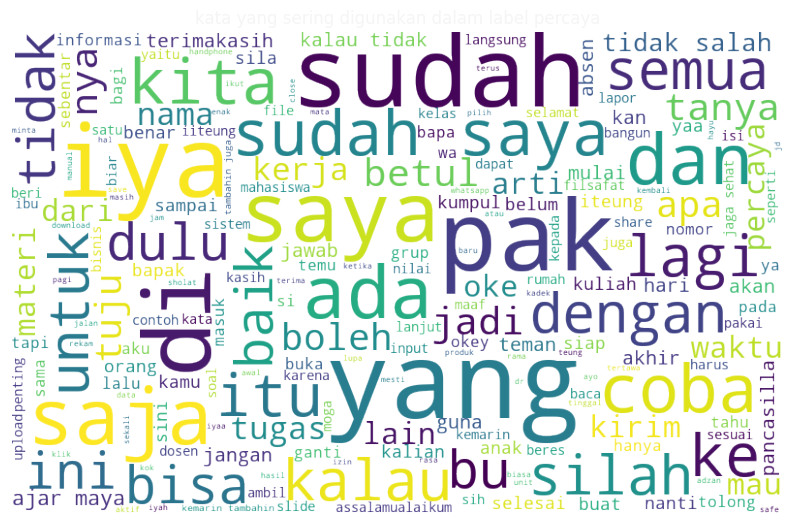 kata yang sering digunakan dalam label percaya
informasi terimakasih kalau tidak langsung absen tidak salah
yaitu sila sudah semua
sebentar nya bagi kita handphone ikut close terus
tidak nama file kelas selamat lapor kan tanya
satu benar iiteung sudah bapa saya yaa bangun isi
minta hal biar enak mata pilih hayu jd
manual iya save masih tambahin juga wa dapat dan percaya
beri dari kerja betul arti mulai filsafat seperti
ibu sampai mahasiswa whatsapp kembali jaga sehat
sistem saya kumpul belum iteung apa
bisnis download jam atau share nomor
untuk dulu jawab grup pak kepada juga lagi ya
materi tuju bapak kasih temu nilai baru rumah akan
pagi sholat terima ketika
di masuk baik si ada oke kuliah hari pada
contoh kata maaf jadi dengan pakai
jalan aku boleh lanjut kadek
tapi rekam input
sama orang lalu kamu buka karena okey teman siap akhir waktu
lupa produk rama teung harus
uploadpenting saja sini soal itu moga awal yang mesti dr ayo baca coba
data tinggal tertawa pancasilla
iyaa tugas lain guna kirim tahu
sekali kemarin hanya sesuai
klik kok dosen jangan ganti kalian anak beres
ini bisa hasil izin rasa bu silah ke
ajar maya ambil kalau biasa unit mau
aktif iyah kemarin tambahin slide assalamualaikum sih selesai buat nanti tolong safe